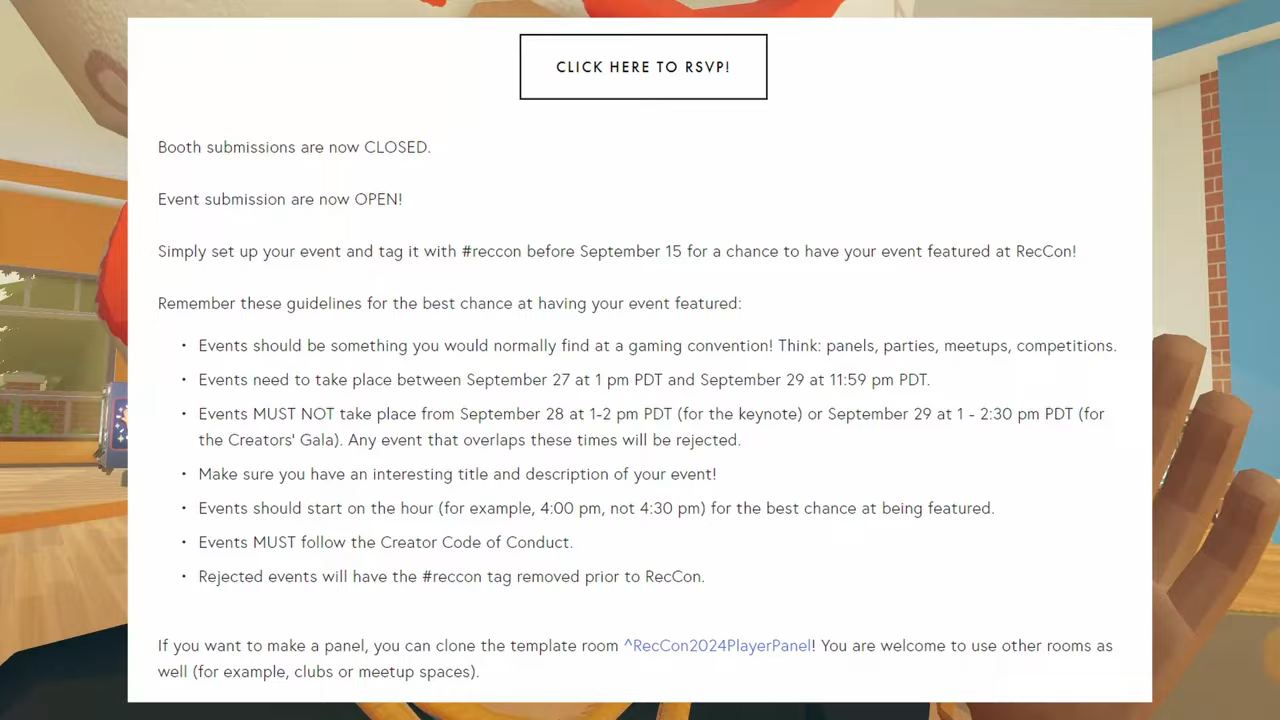 CLICK HERE TO RSVP!
Booth submissions are now CLOSED.
Event submission are now OPEN!
Simply set up your event and tag it with #reccon before September 15 for a chance to have your event featured at RecCon!
Remember these guidelines for the best chance at having your event featured:
• Events should be something you would normally find at a gaming convention! Think: panels, parties, meetups, competitions.
• Events need to take place between September 27 at 1 pm PDT and September 29 at 11:59 pm PDT.
• Events MUST NOT take place from September 28 at 1-2 pm PDT (for the keynote) or September 29 at 1 - 2:30 pm PDT (for
the Creators' Gala). Any event that overlaps these times will be rejected.
• Make sure you have an interesting title and description of your event!
• Events should start on the hour (for example, 4:00 pm, not 4:30 pm) for the best chance at being featured.
• Events MUST follow the Creator Code of Conduct.
• Rejected events will have the #reccon tag removed prior to RecCon.
If you want to make a panel, you can clone the template room ^RecCon2024PlayerPanel! You are welcome to use other rooms as
well (for example, clubs or meetup spaces).